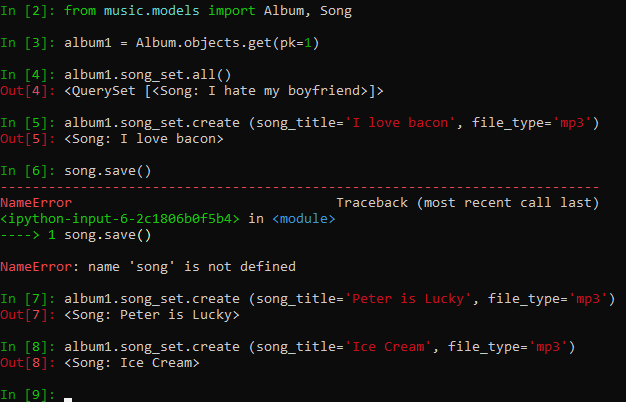 In [2]: from music.models import Album, Song
In [3]: album1 = Album.objects.get(pk=1)
In [4]: album1.song_set.all()
Out[4]: <QuerySet [<Song: I hate my boyfriend>]>
In [5]: album1.song_set.create (song_title='I love bacon', file_type='mp3')
Out[5]: <Song: I love bacon>
In [6]: song.save()
---------------------------------------------------------------------------
NameError                                 Traceback (most recent call last)
<ipython-input-6-2c1806b0f5b4> in <module>
----> 1 song.save()
NameError: name 'song' is not defined
In [7]: album1.song_set.create (song_title='Peter is Lucky', file_type='mp3')
Out[7]: <Song: Peter is Lucky>
In [8]: album1.song_set.create (song_title='Ice Cream', file_type='mp3')
Out[8]: <Song: Ice Cream>
In [9]: